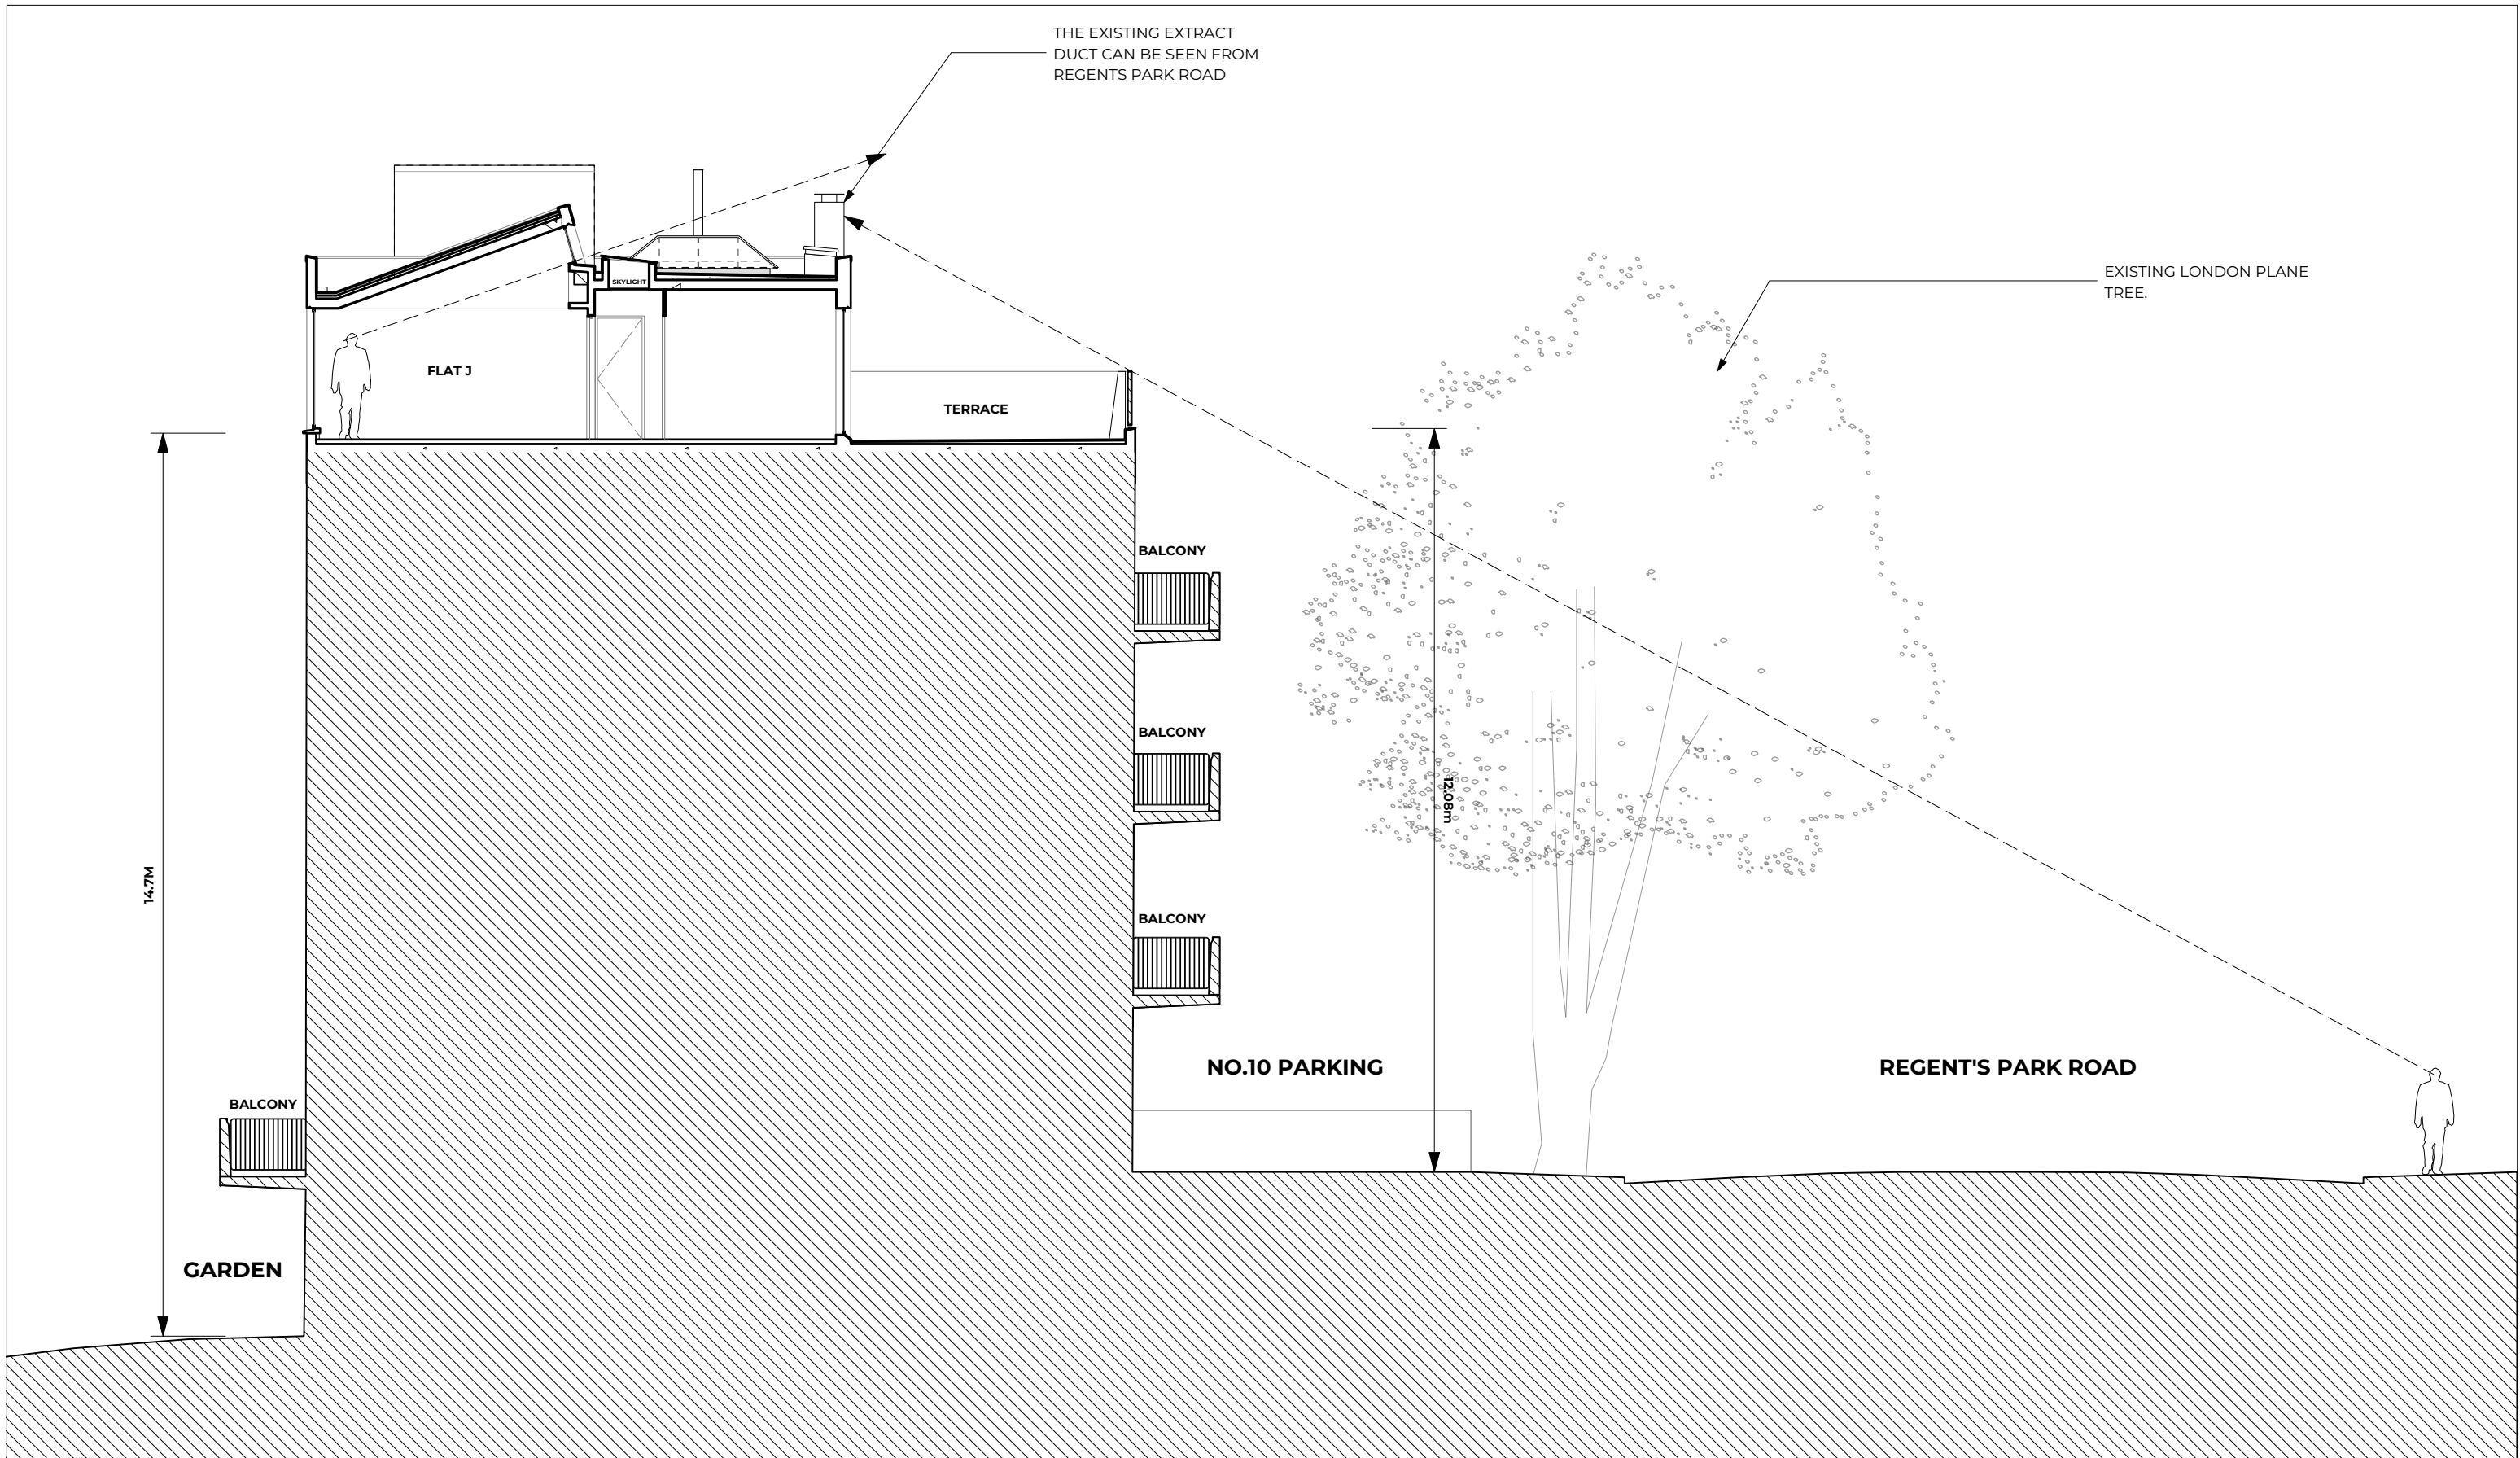 THE EXISTING EXTRACT
DUCT CAN BE SEEN FROM
REGENTS PARK ROAD
EXISTING LONDON PLANE
TREE.
SKYLIGHT
FLAT J
TERRACE
BALCONY
BALCONY
12.08m
14.7M
BALCONY
NO.10 PARKING
REGENT'S PARK ROAD
BALCONY
GARDEN